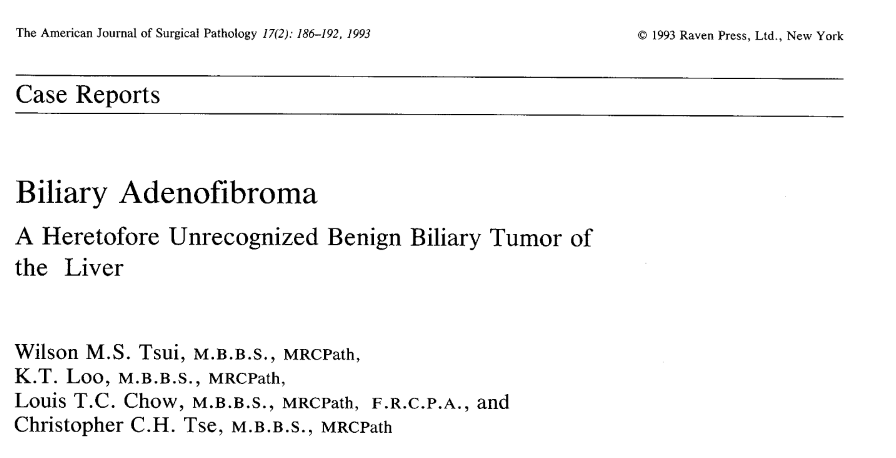 The American Journal of Surgical Pathology 17(2): 186–192, 1993
© 1993 Raven Press, Ltd., New York
Case Reports
Biliary Adenofibroma
A Heretofore Unrecognized Benign Biliary Tumor of
the Liver
Wilson M.S. Tsui, M.B.B.S., MRCPath,
K.T. Loo, M.B.B.S., MRCPath,
Louis T.C. Chow, M.B.B.S., MRCPath, F.R.C.P.A., and
Christopher C.H. Tse, M.B.B.S., MRCPath